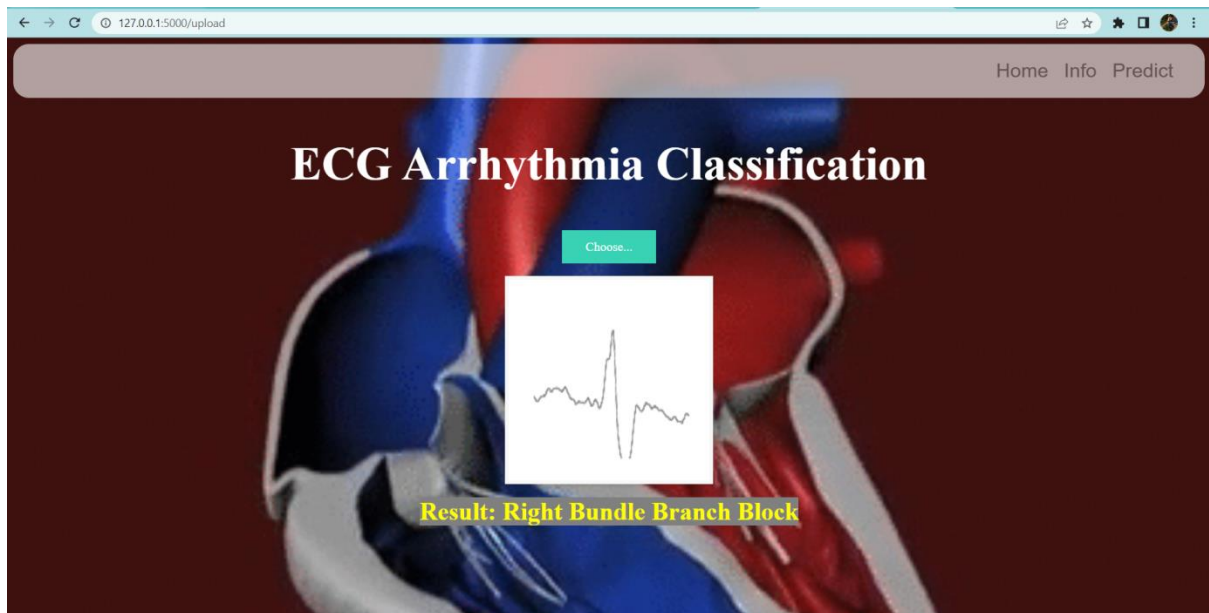 127.0.0.1:5000/upload
Home Info Predict
ECG Arrhythmia Classification
Choose...
Result: Right Bundle Branch Block